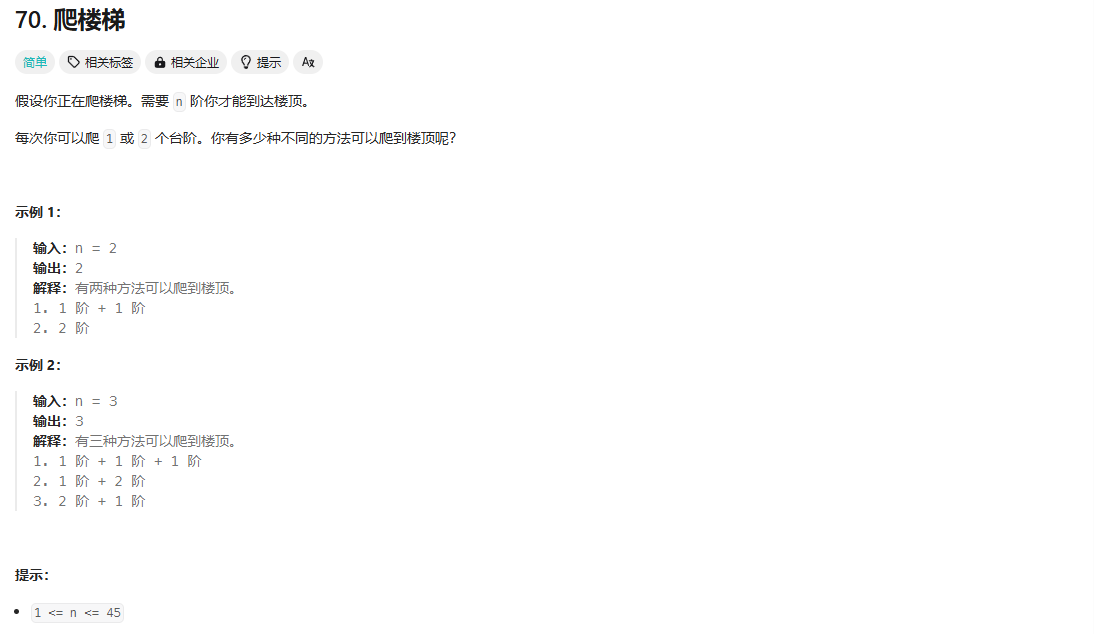 70. 爬楼梯
简单 相关标签 相关企业 提示 A文
假设你正在爬楼梯。需要 n 阶你才能到达楼顶。
每次你可以爬 1 或 2 个台阶。你有多少种不同的方法可以爬到楼顶呢？
示例 1：
输入：n = 2
输出：2
解释：有两种方法可以爬到楼顶。
1. 1 阶 + 1 阶
2. 2 阶
示例 2：
输入：n = 3
输出：3
解释：有三种方法可以爬到楼顶。
1. 1 阶 + 1 阶 + 1 阶
2. 1 阶 + 2 阶
3. 2 阶 + 1 阶
提示：
• 1 <= n <= 45